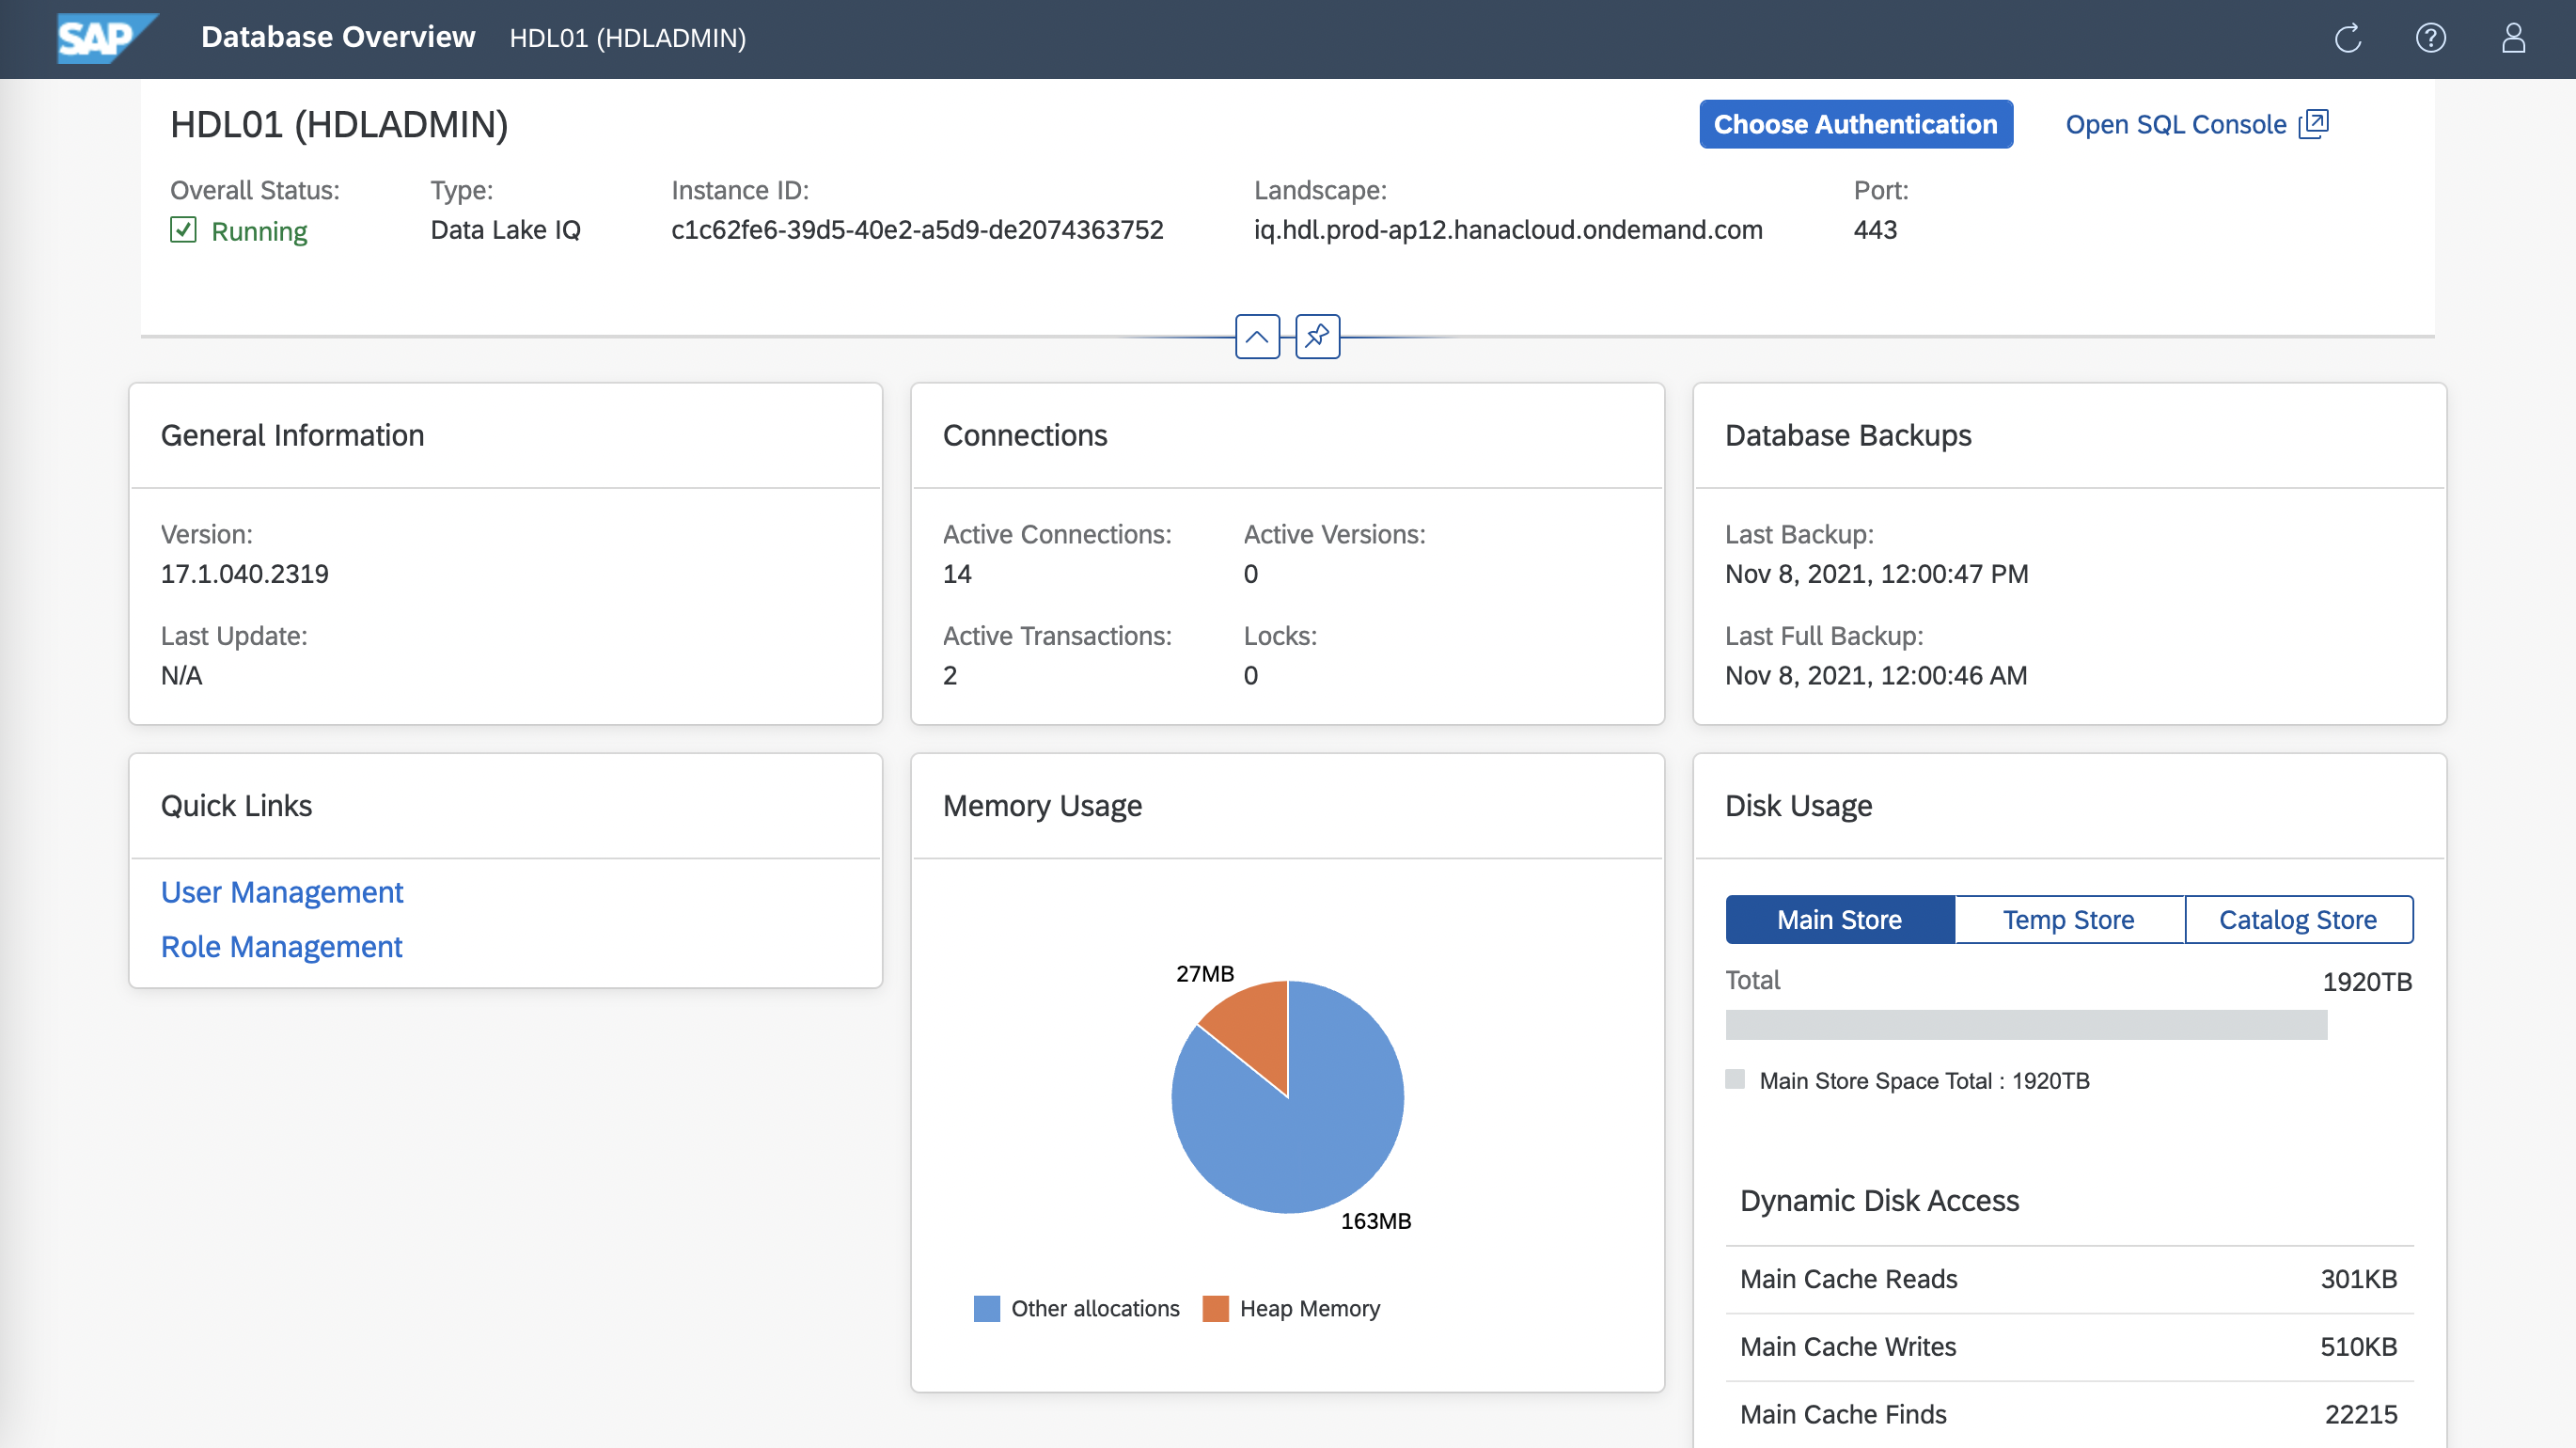 SAP Database Overview HDL01 (HDLADMIN)
HDL01 (HDLADMIN)
Choose Authentication
Open SQL Console
Overall Status:
Running
Type:
Data Lake IQ
Instance ID:
c1c62fe6-39d5-40e2-a5d9-de2074363752
Landscape:
iq.hdl.prod-ap12.hanacloud.ondemand.com
Port:
443
General Information
Version:
17.1.040.2319
Last Update:
N/A
Connections
Active Connections:
14
Active Versions:
0
Active Transactions:
2
Locks:
0
Database Backups
Last Backup:
Nov 8, 2021, 12:00:47 PM
Last Full Backup:
Nov 8, 2021, 12:00:46 AM
Quick Links
User Management
Role Management
Memory Usage
27MB
163MB
Other allocations Heap Memory
Disk Usage
Main Store Temp Store Catalog Store
Total 1920TB
Main Store Space Total : 1920TB
Dynamic Disk Access
Main Cache Reads 301KB
Main Cache Writes 510KB
Main Cache Finds 22215